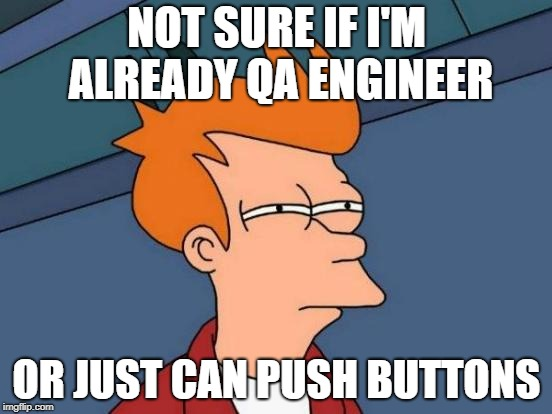 NOT SURE IF I'M
ALREADY QA ENGINEER
OR JUST CAN PUSH BUTTONS
imgflip.com